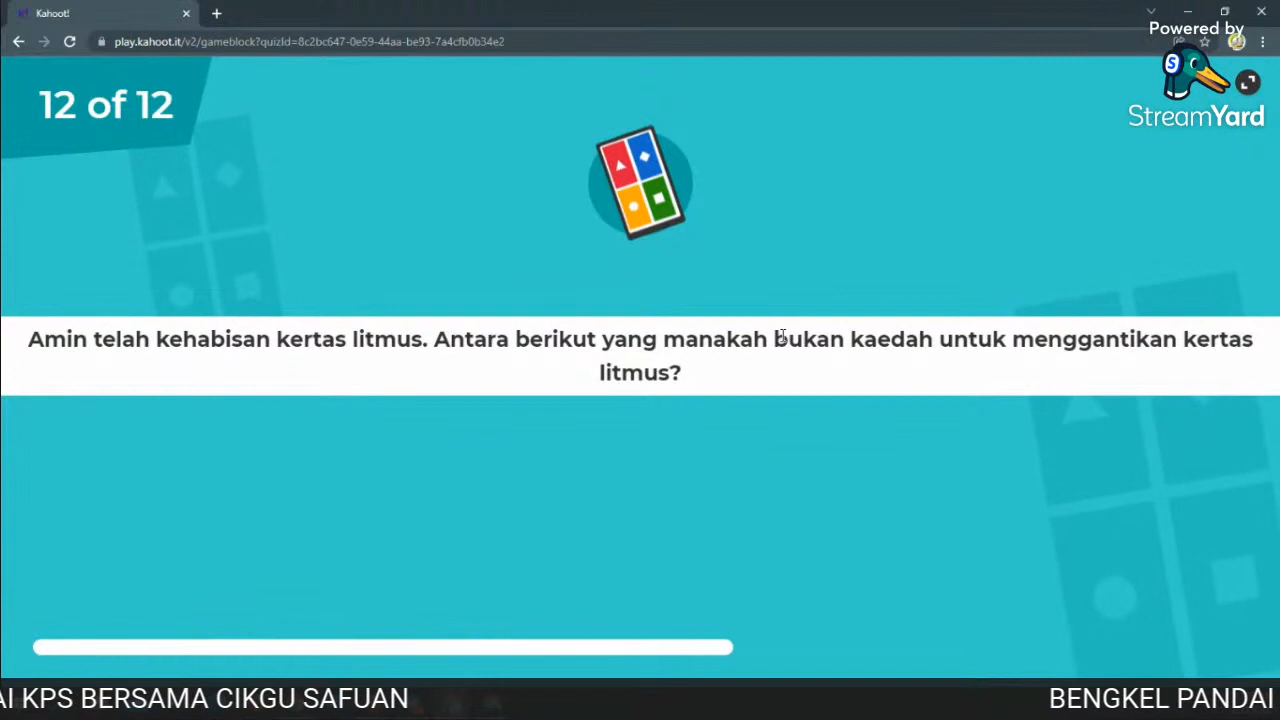 Kahoot!
play.kahoot.it/v2/gameblock?quizId=8c2bc647-0e59-44aa-be93-7a4cfb0b34e2
Powered by
S
StreamYard
12 of 12
Amin telah kehabisan kertas litmus. Antara berikut yang manakah bukan kaedah untuk menggantikan kertas
litmus?
AI KPS BERSAMA CIKGU SAFUAN
BENGKEL PANDAI